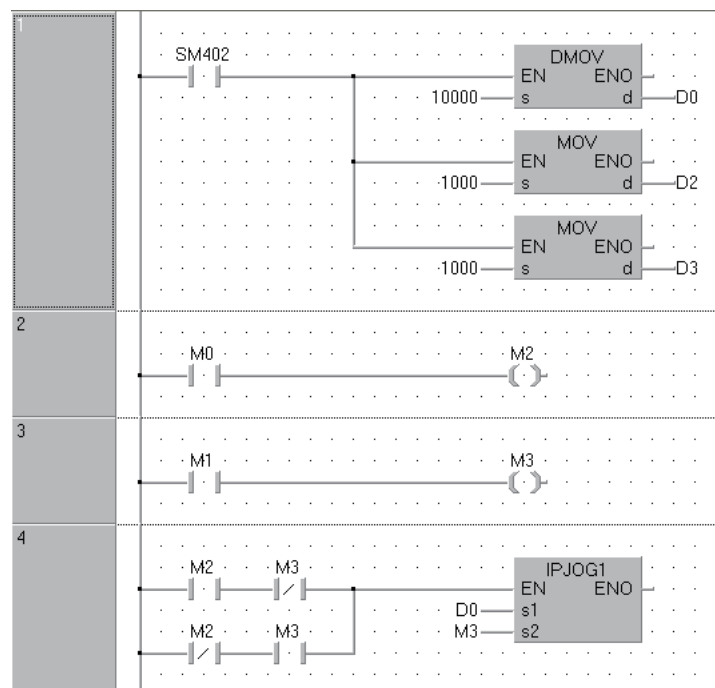 1
SM402
DMOV
EN ENO
10000 s d D0
MOV
EN ENO
1000 s d D2
MOV
EN ENO
1000 s d D3
2
M0 M2
3
M1 M3
4
M2 M3 IPJOG1
EN ENO
D0 s1
M2 M3 M3 s2